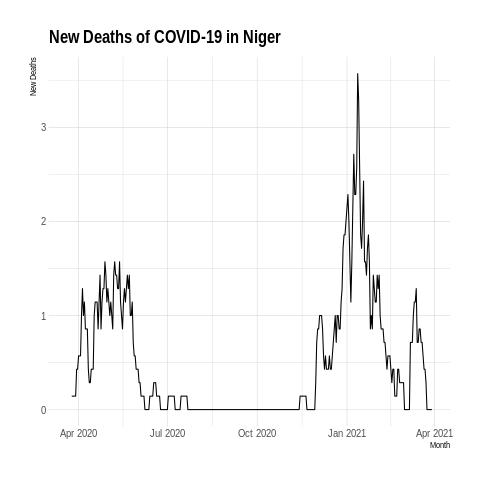 New Deaths of COVID-19 in Niger
New Deaths
3
2
1
0
Apr 2020 Jul 2020 Oct 2020 Jan 2021 Apr 2021
Month